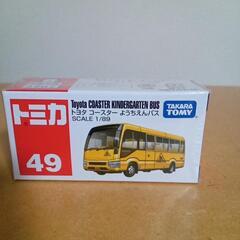 トミカ
49
Toyota COASTER KINDERGARTEN BUS
トヨタ コースター ようちえんバス
SCALE 1/89
TAKARA
TOMY